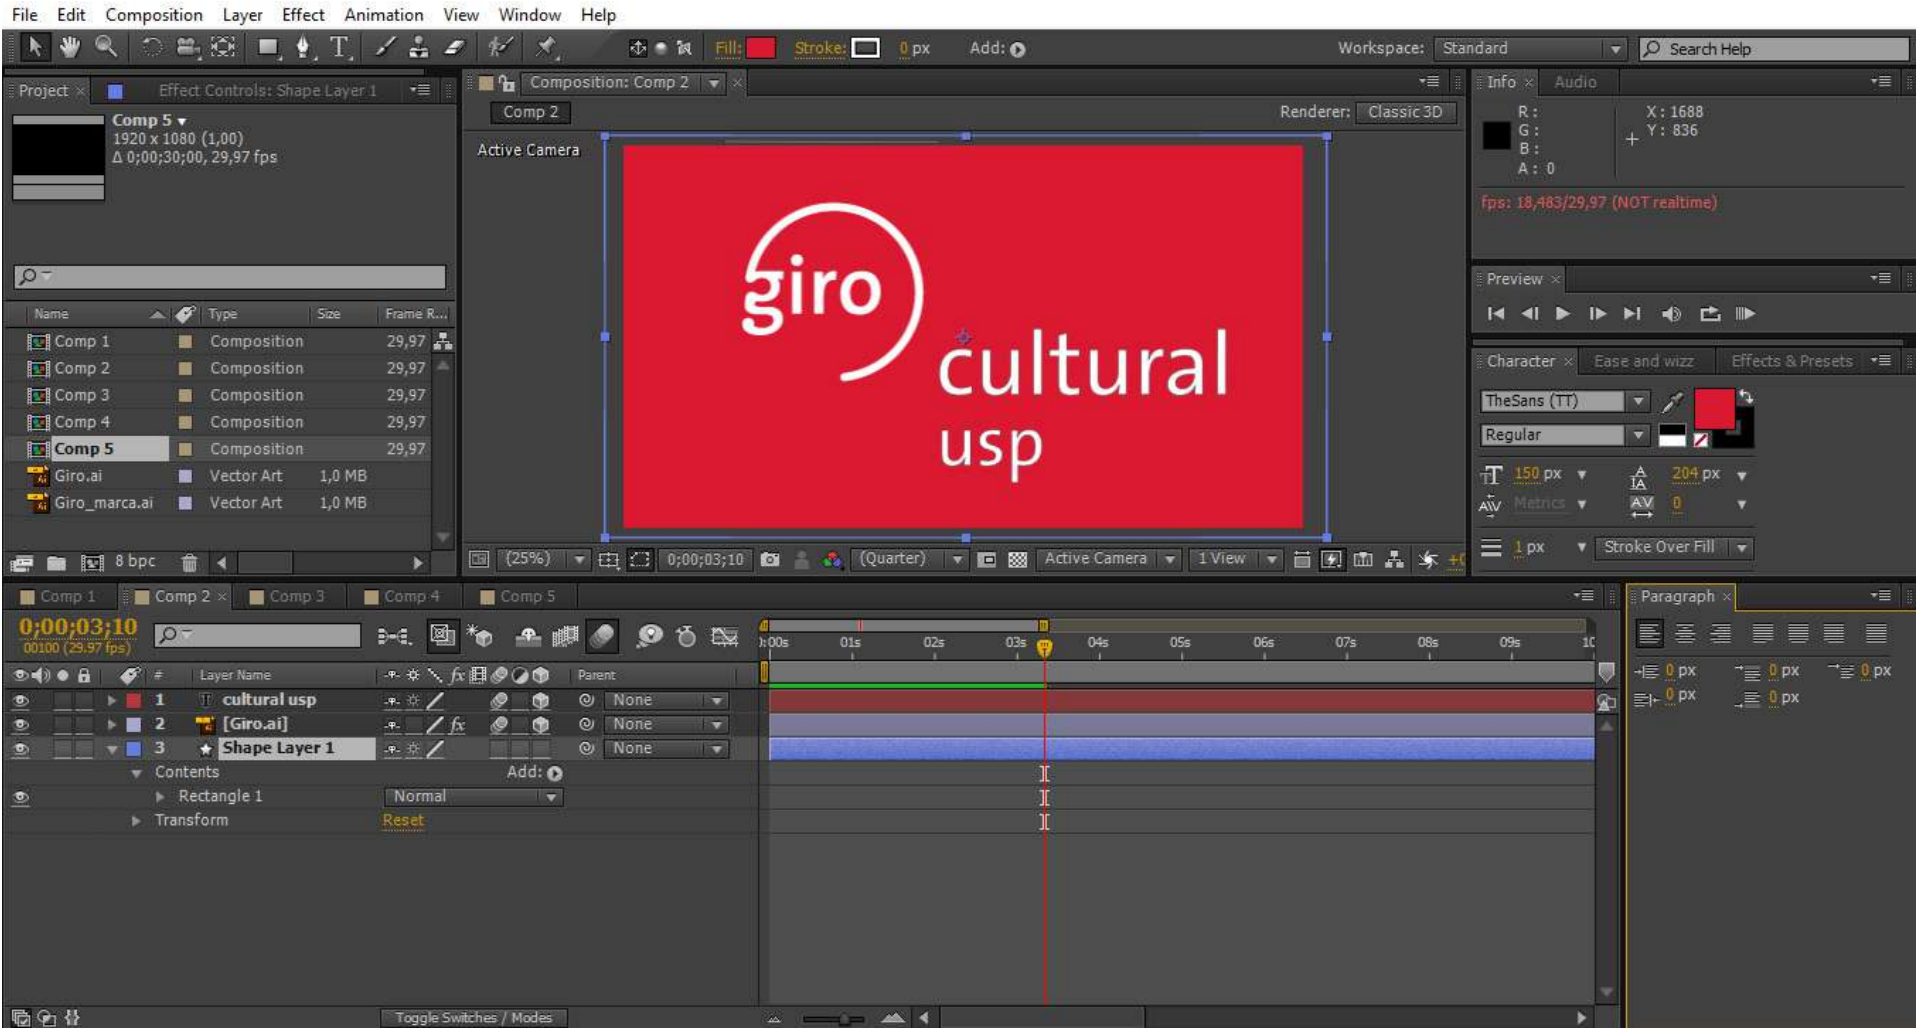 File Edit Composition Layer Effect Animation View Window Help
Fill: Stroke: 0 px Add: Workspace: Standard Search Help
Project Effect Controls: Shape Layer 1
Comp 5
1920 x 1080 (1,00)
Δ 0;00;30;00, 29,97 fps
Name Type Size Frame R...
Comp 1 Composition 29,97
Comp 2 Composition 29,97
Comp 3 Composition 29,97
Comp 4 Composition 29,97
Comp 5 Composition 29,97
Giro.ai Vector Art 1,0 MB
Giro_marca.ai Vector Art 1,0 MB
8 bpc
Composition: Comp 2
Comp 2 Renderer: Classic 3D
Active Camera
giro
cultural
usp
(25%) 0;00;03;10 (Quarter) Active Camera 1 View
Info Audio
R: X: 1688
G: Y: 836
B:
A: 0
fps: 18,483/29,97 (NOT realtime)
Preview
Character Ease and wizz Effects & Presets
TheSans (TT)
Regular
150 px 204 px
Metrics 0
1 px Stroke Over Fill
Comp 1 Comp 2 Comp 3 Comp 4 Comp 5
0;00;03;10
00100 (29.97 fps)
):00s 01s 02s 03s 04s 05s 06s 07s 08s 09s 10
# Layer Name Parent
1 cultural usp None
2 [Giro.ai] None
3 Shape Layer 1 None
Contents Add:
Rectangle 1 Normal
Transform Reset
Toggle Switches / Modes
Paragraph
0 px 0 px 0 px
0 px 0 px